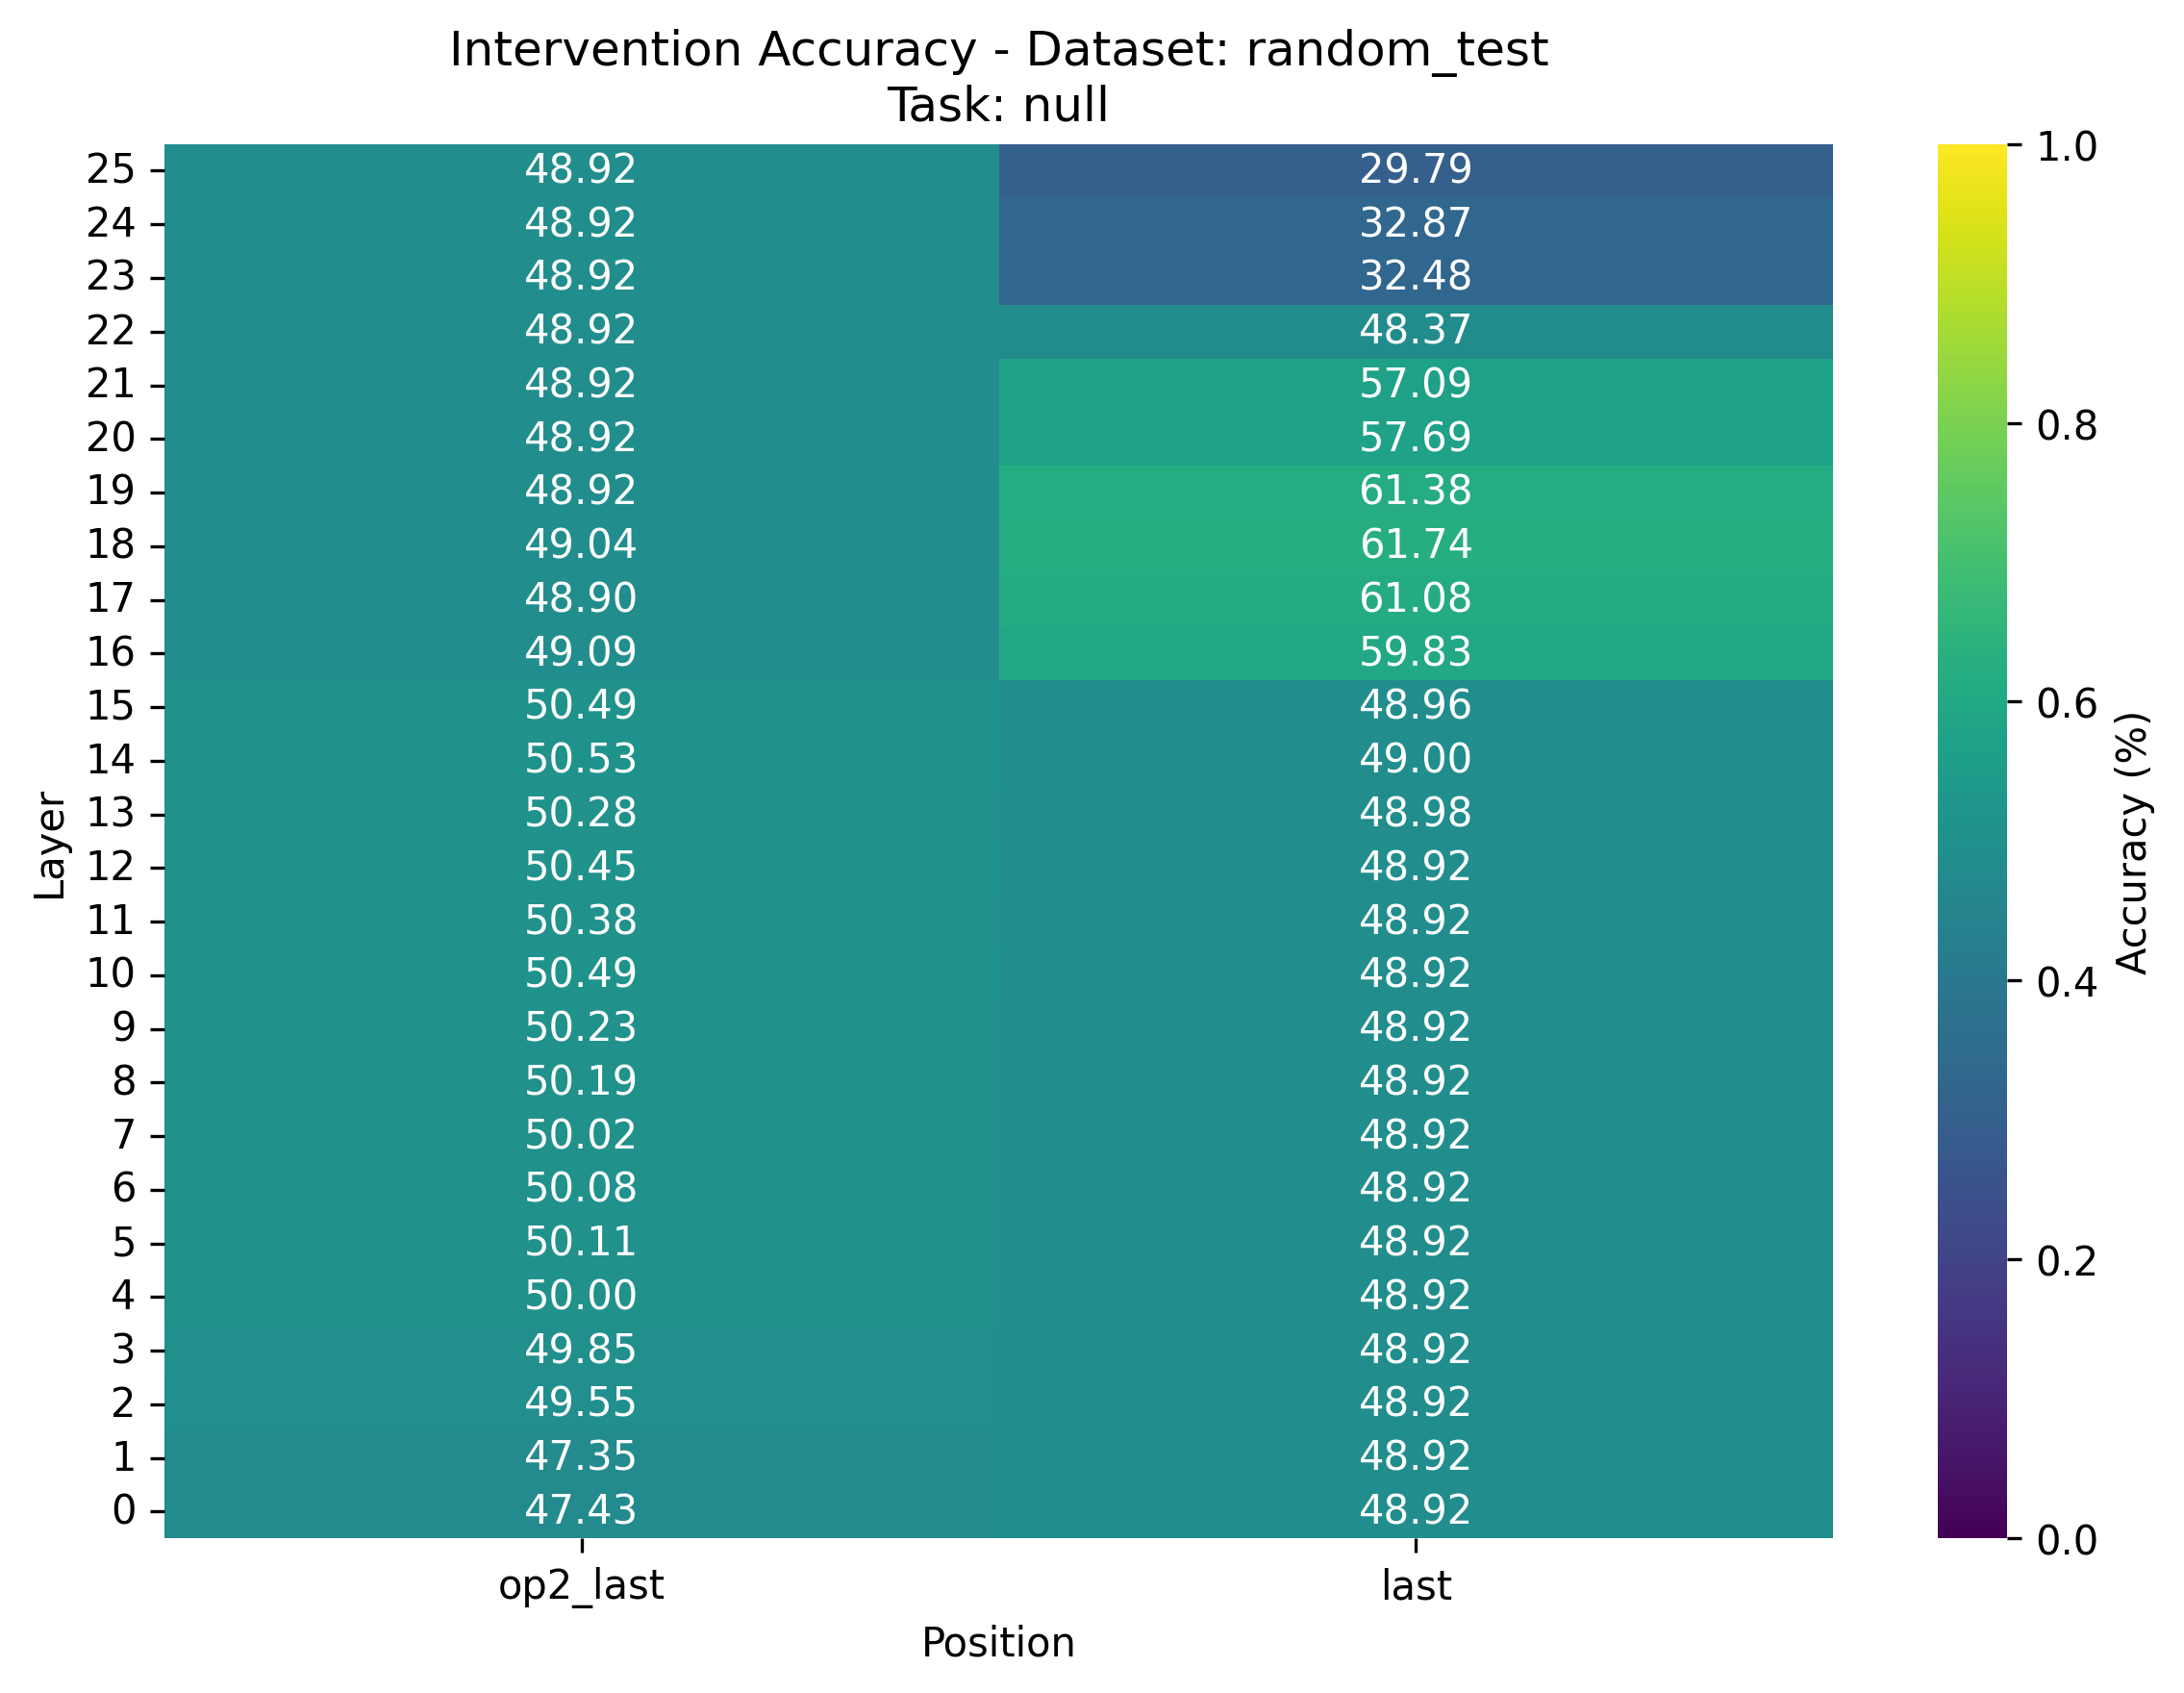 Intervention Accuracy - Dataset: random_test
Task: null
25 48.92 29.79
24 48.92 32.87
23 48.92 32.48
22 48.92 48.37
21 48.92 57.09
20 48.92 57.69
19 48.92 61.38
18 49.04 61.74
17 48.90 61.08
16 49.09 59.83
15 50.49 48.96
14 50.53 49.00
13 50.28 48.98
12 50.45 48.92
11 50.38 48.92
10 50.49 48.92
9 50.23 48.92
8 50.19 48.92
7 50.02 48.92
6 50.08 48.92
5 50.11 48.92
4 50.00 48.92
3 49.85 48.92
2 49.55 48.92
1 47.35 48.92
0 47.43 48.92
op2_last last
Position
Layer
1.0
0.8
0.6
0.4
0.2
0.0
Accuracy (%)